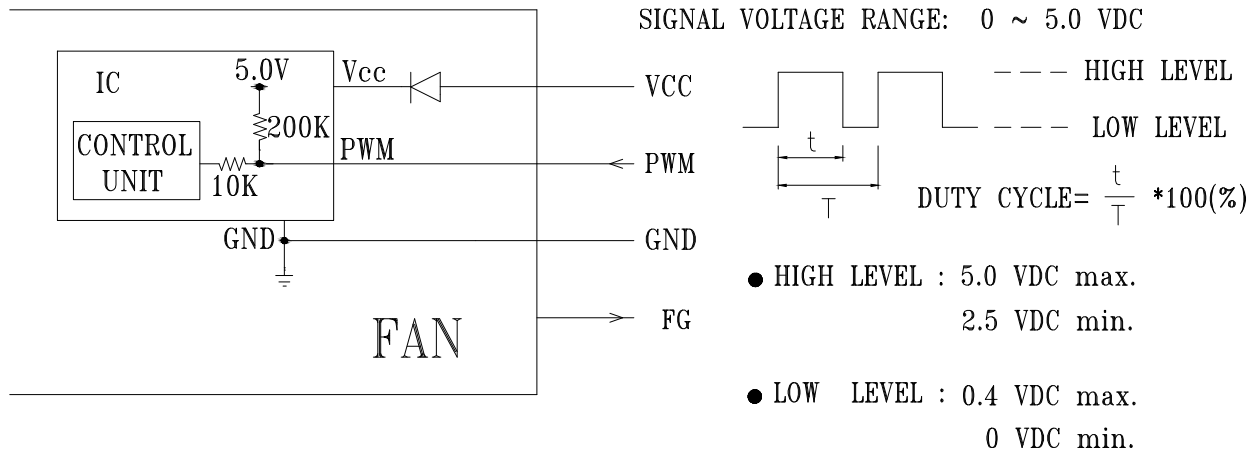 SIGNAL VOLTAGE RANGE: 0 ~ 5.0 VDC
IC
5.0V
Vcc
VCC
200K
CONTROL
UNIT
10K
PWM
PWM
GND
GND
FG
FAN
HIGH LEVEL
LOW LEVEL
t
T
DUTY CYCLE= t/T *100(%)
● HIGH LEVEL : 5.0 VDC max.
2.5 VDC min.
● LOW LEVEL : 0.4 VDC max.
0 VDC min.